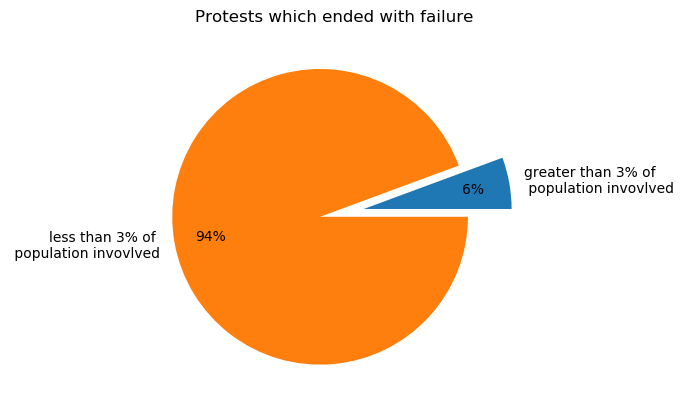 Protests which ended with failure
greater than 3% of
population invovlved
6%
less than 3% of
population invovlved
94%